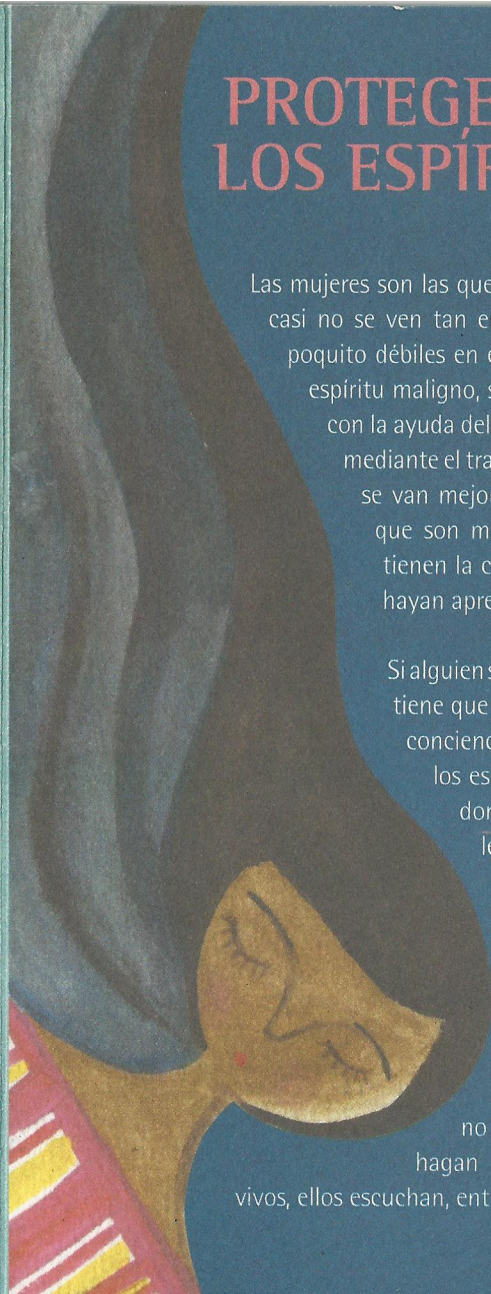 PROTEGE
LOS ESPÍR
Las mujeres son las que
casi no se ven tan e
poquito débiles en e
espíritu maligno, s
con la ayuda del
mediante el tra
se van mejor
que son m
tienen la c
hayan apre
Si alguien s
tiene que
concienc
los es
dor
le
no
hagan
vivos, ellos escuchan, ent